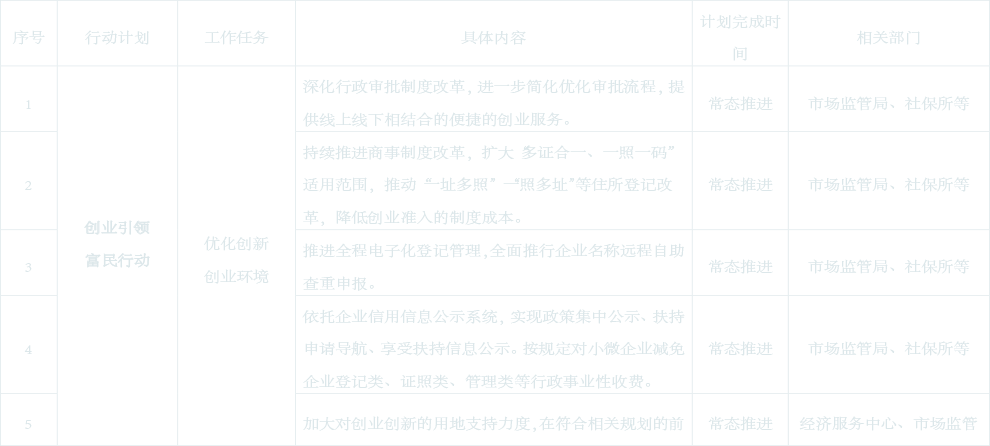 序号
行动计划
工作任务
具体内容
计划完成时
间
相关部门
1
深化行政审批制度改革，进一步简化优化审批流程，提
供线上线下相结合的便捷的创业服务。
常态推进
市场监管局、社保所等
2
持续推进商事制度改革，扩大“多证合一、一照一码”
适用范围，推动“一址多照”“一照多址”等住所登记改
革，降低创业准入的制度成本。
常态推进
市场监管局、社保所等
创业引领
富民行动
优化创新
创业环境
3
推进全程电子化登记管理,全面推行企业名称远程自助
查重申报。
常态推进
市场监管局、社保所等
4
依托企业信用信息公示系统，实现政策集中公示、扶持
申请导航、享受扶持信息公示。按规定对小微企业减免
企业登记类、证照类、管理类等行政事业性收费。
常态推进
市场监管局、社保所等
5
加大对创业创新的用地支持力度,在符合相关规划的前
常态推进
经济服务中心、市场监管